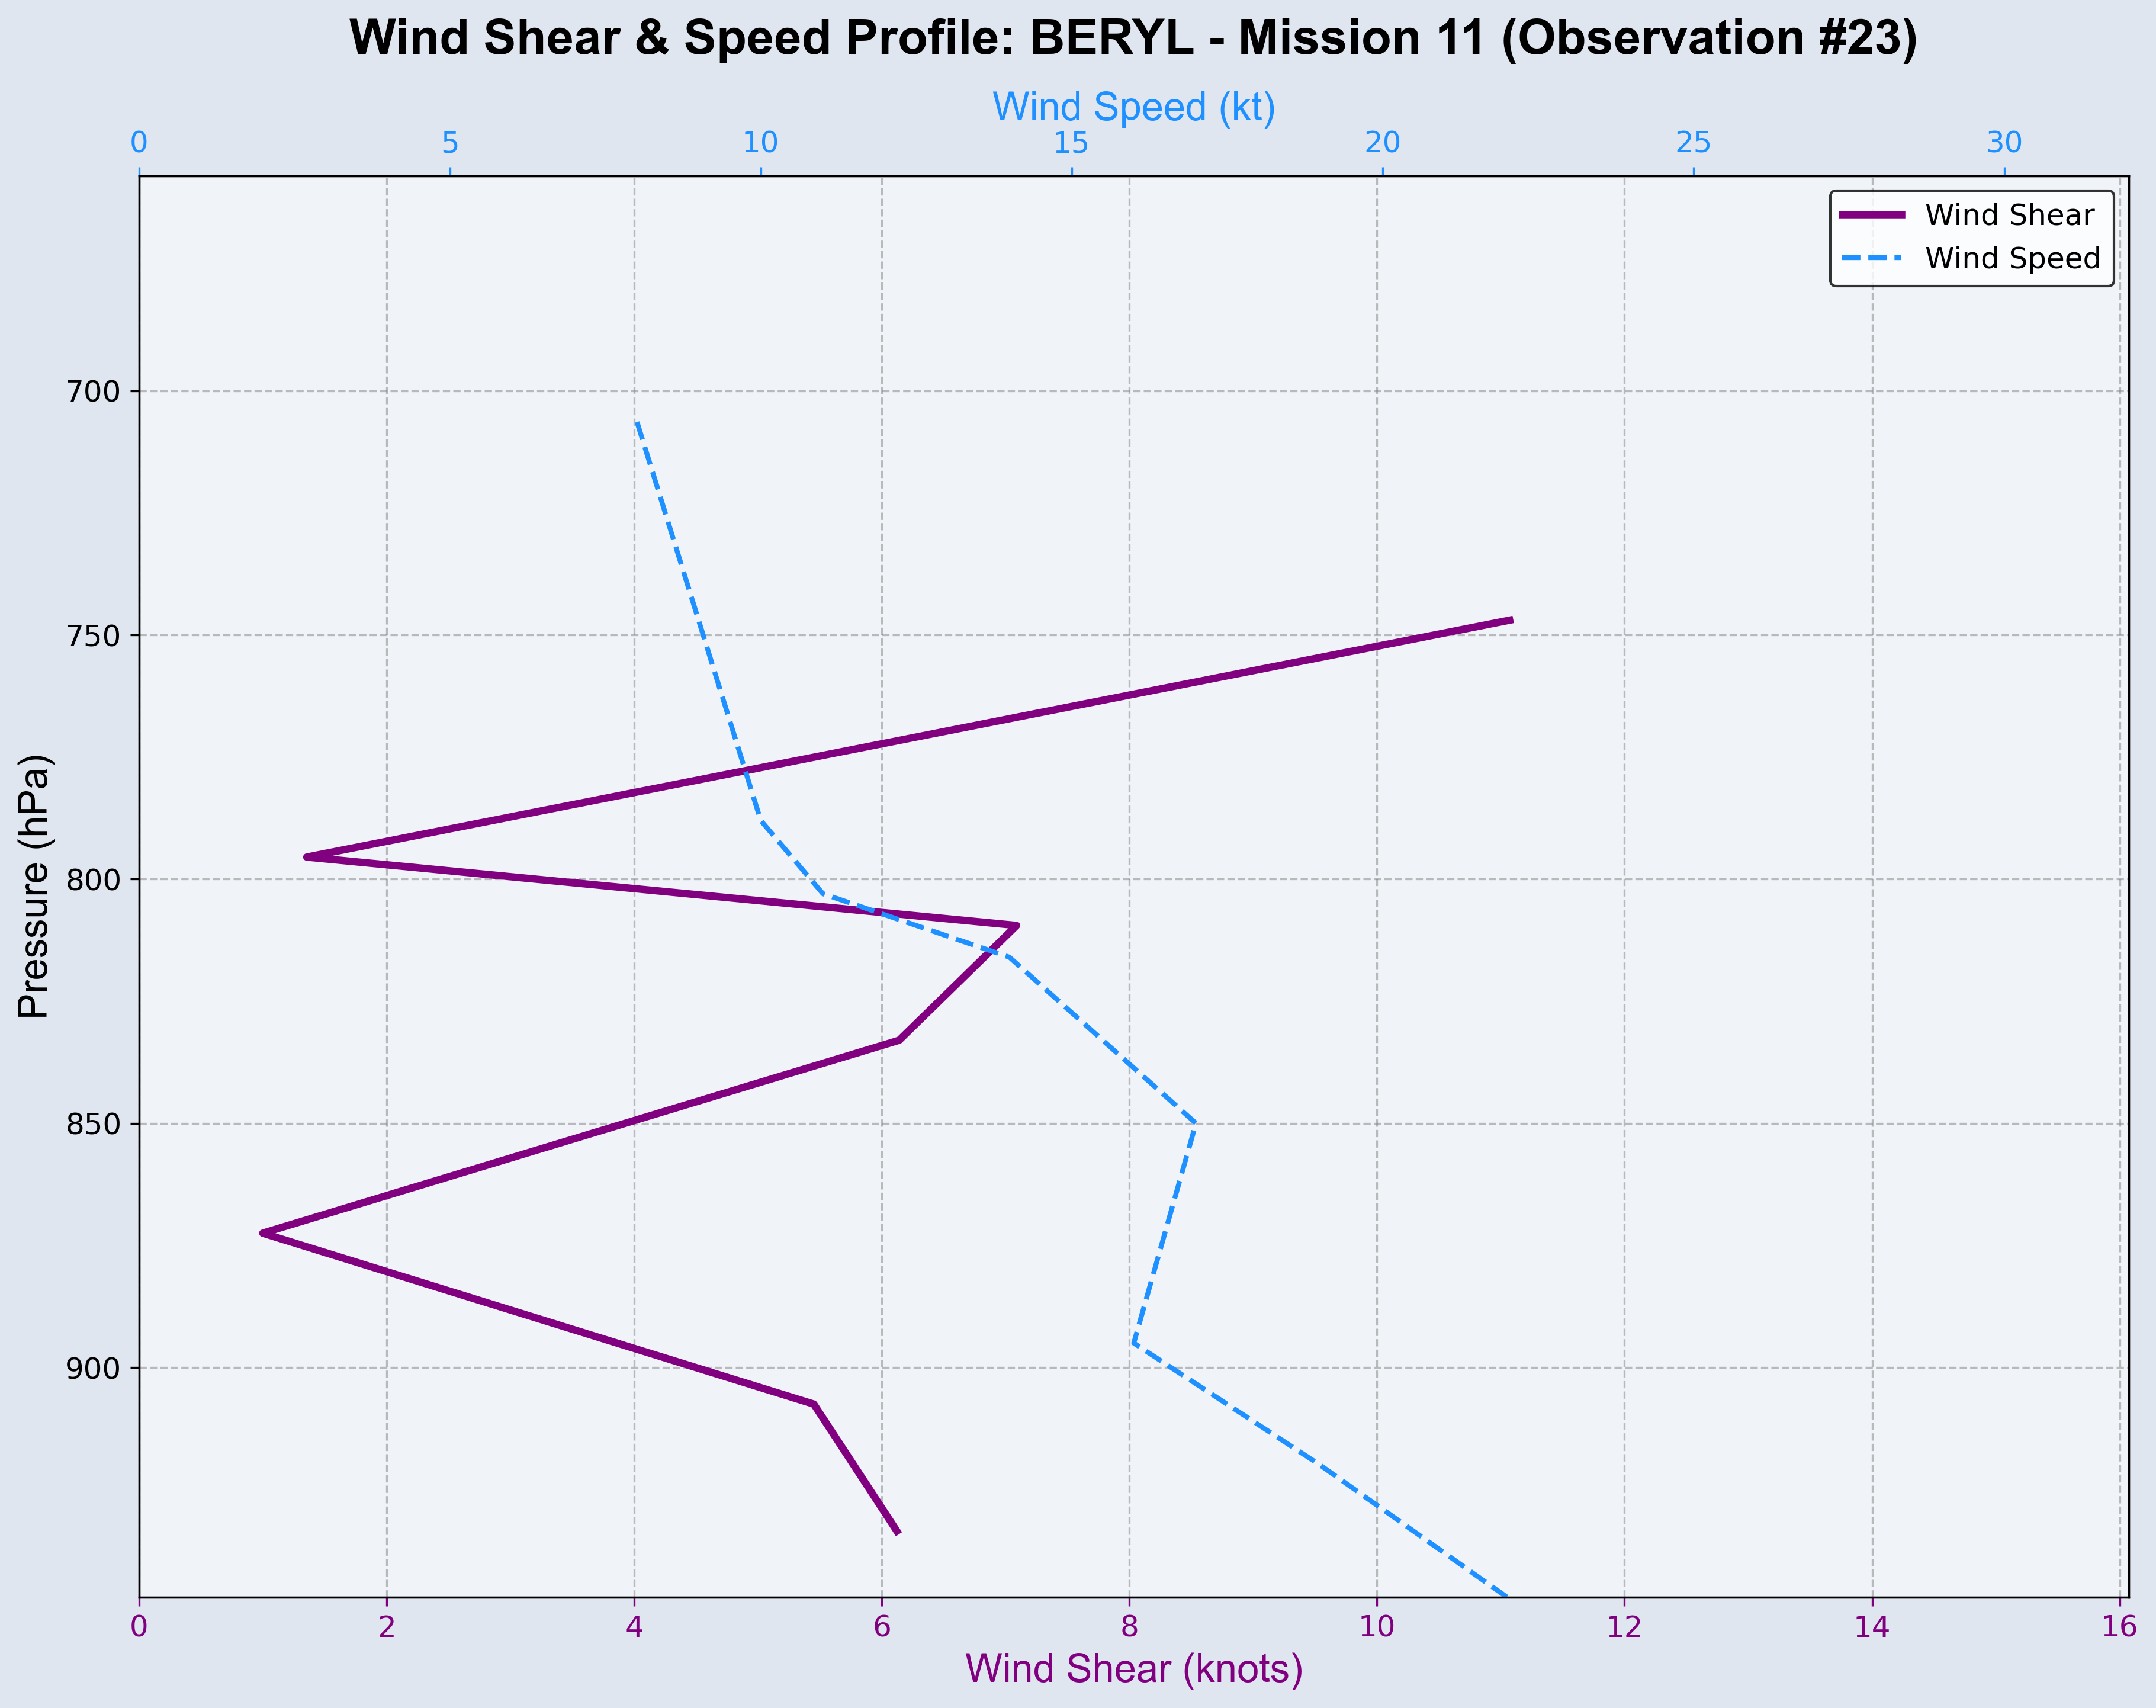 Wind Shear & Speed Profile: BERYL - Mission 11 (Observation #23)
Wind Speed (kt)
0 5 10 15 20 25 30
Wind Shear
Wind Speed
700
750
800
850
900
Pressure (hPa)
0 2 4 6 8 10 12 14 16
Wind Shear (knots)